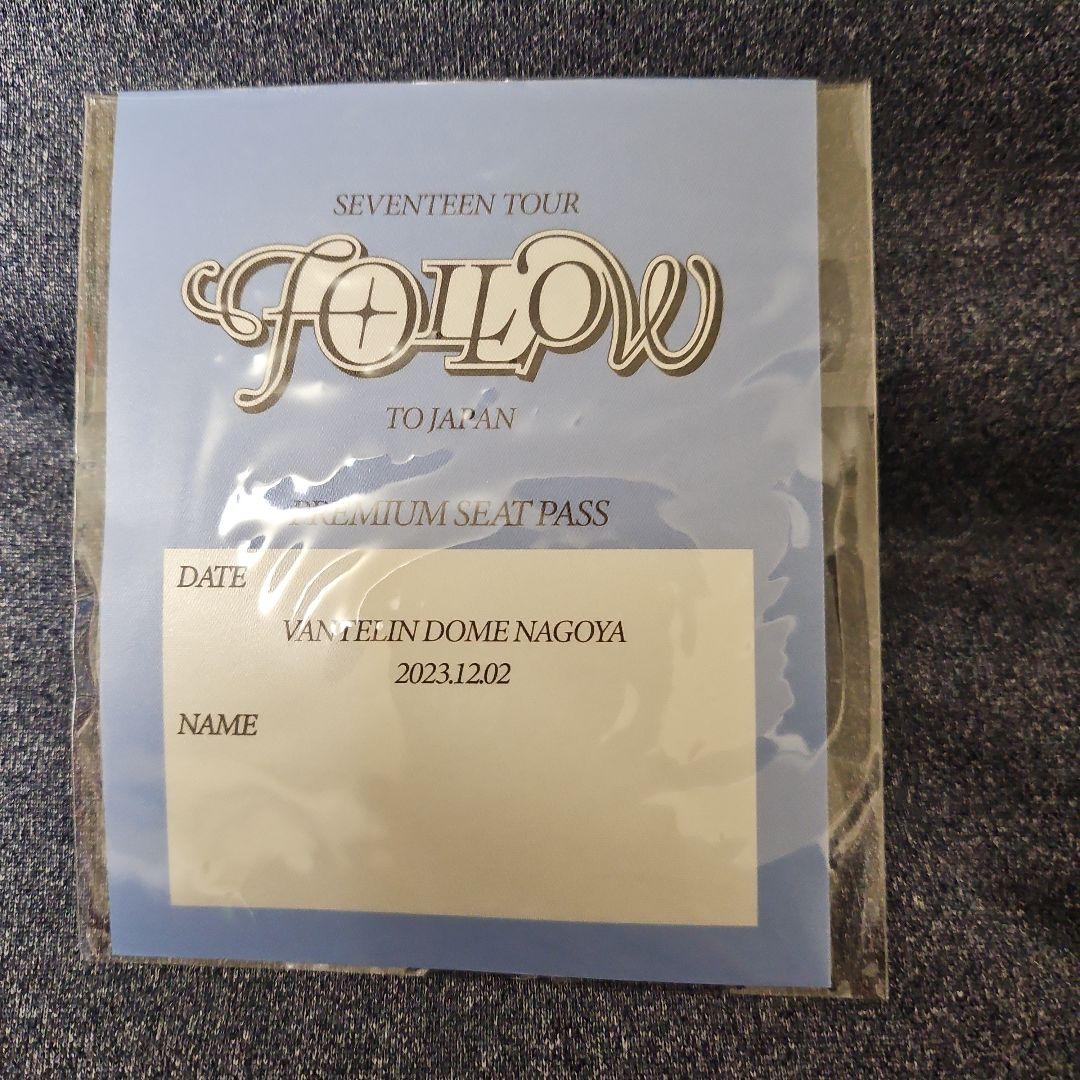 SEVENTEEN TOUR
FOLLOW
TO JAPAN
PREMIUM SEAT PASS
DATE
VANTELIN DOME NAGOYA
2023.12.02
NAME